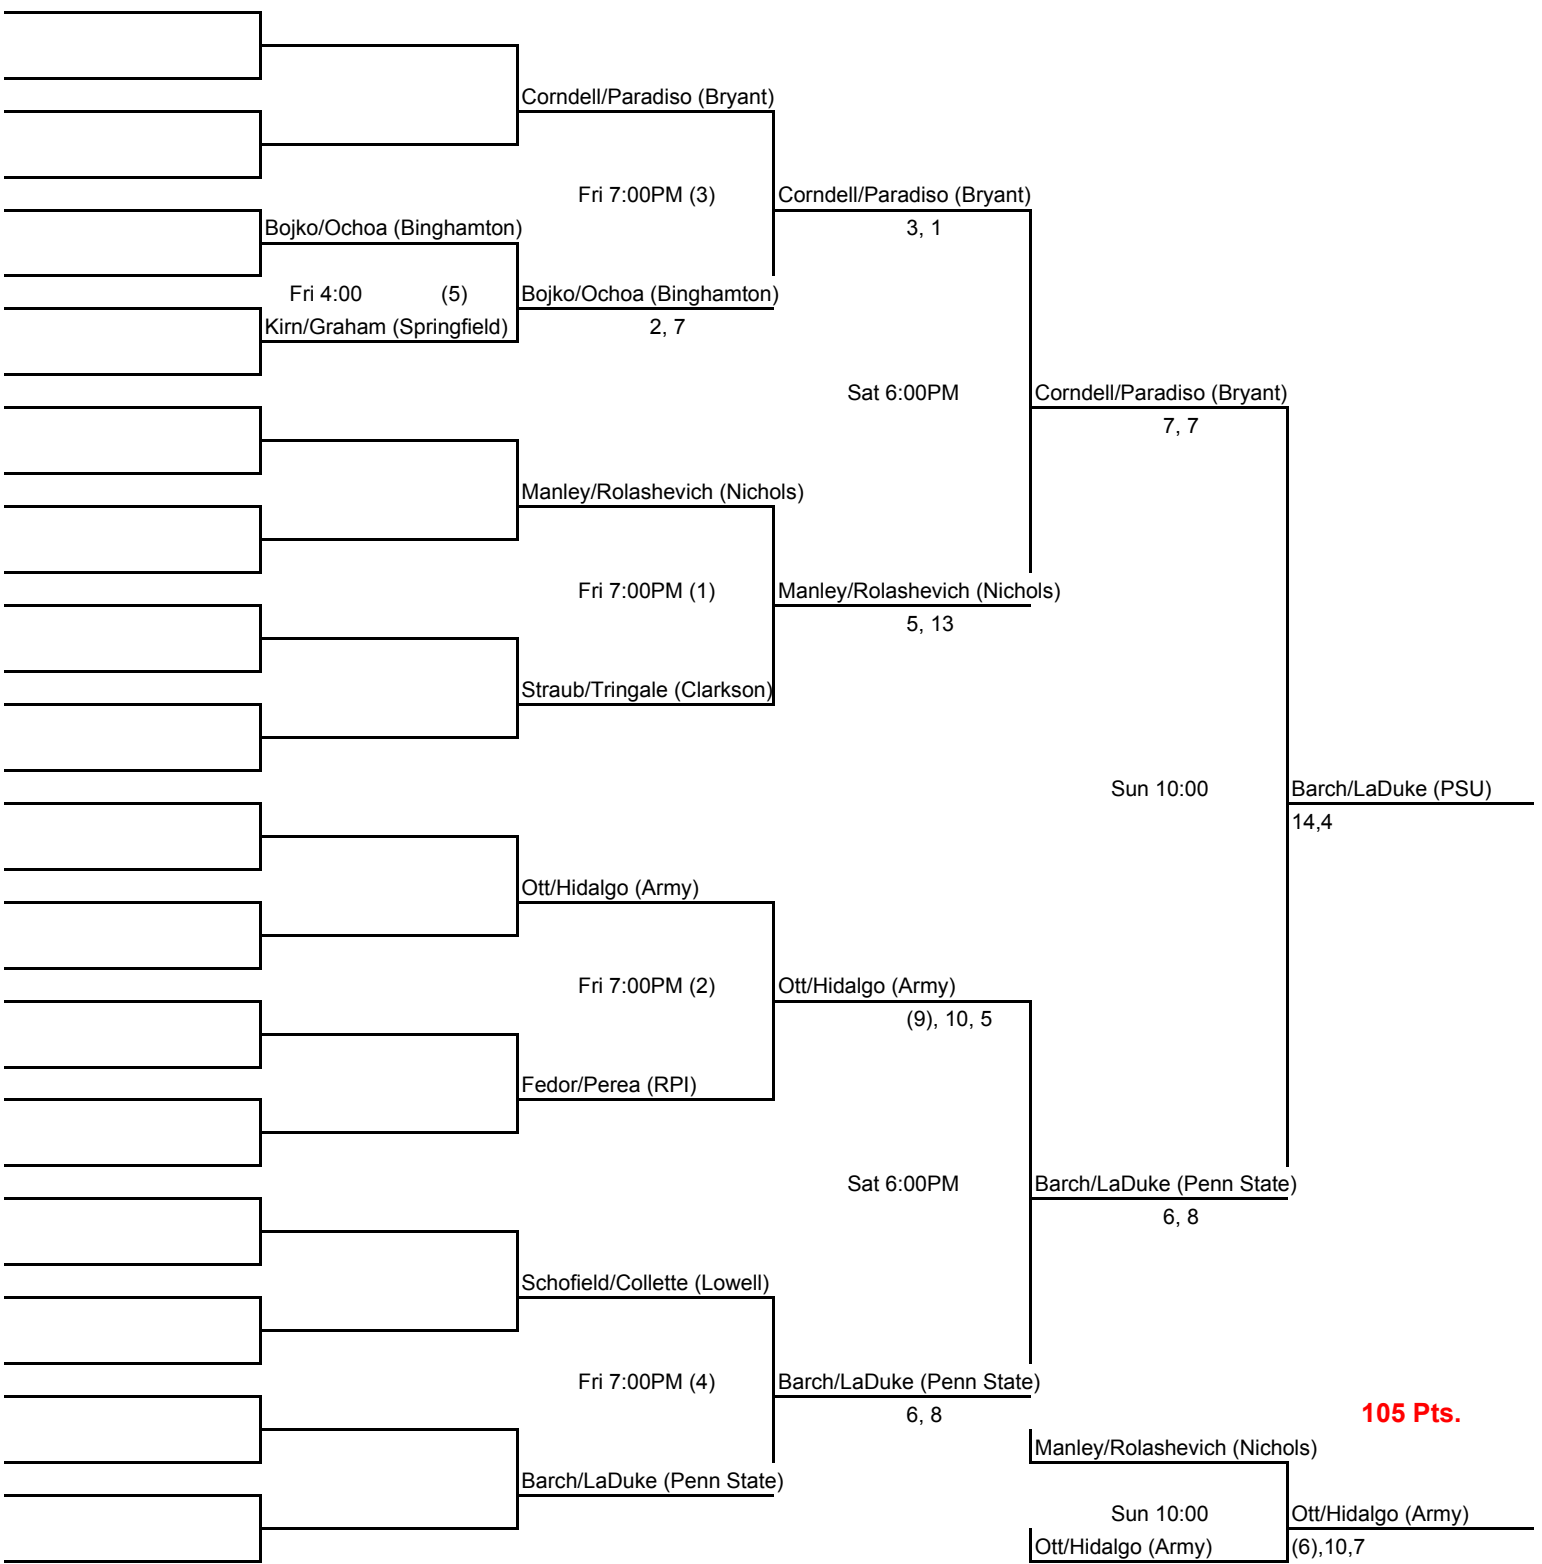 Corndell/Paradiso (Bryant)
Fri 7:00PM (3)
Corndell/Paradiso (Bryant)
Bojko/Ochoa (Binghamton)
3, 1
Fri 4:00 (5)
Bojko/Ochoa (Binghamton)
Kirn/Graham (Springfield)
2, 7
Sat 6:00PM
Corndell/Paradiso (Bryant)
7, 7
Manley/Rolashevich (Nichols)
Fri 7:00PM (1)
Manley/Rolashevich (Nichols)
5, 13
Straub/Tringale (Clarkson)
Sun 10:00
Barch/LaDuke (PSU)
14,4
Ott/Hidalgo (Army)
Fri 7:00PM (2)
Ott/Hidalgo (Army)
(9), 10, 5
Fedor/Perea (RPI)
Sat 6:00PM
Barch/LaDuke (Penn State)
6, 8
Schofield/Collette (Lowell)
Fri 7:00PM (4)
Barch/LaDuke (Penn State)
6, 8
105 Pts.
Manley/Rolashevich (Nichols)
Barch/LaDuke (Penn State)
Sun 10:00
Ott/Hidalgo (Army)
Ott/Hidalgo (Army)
(6),10,7